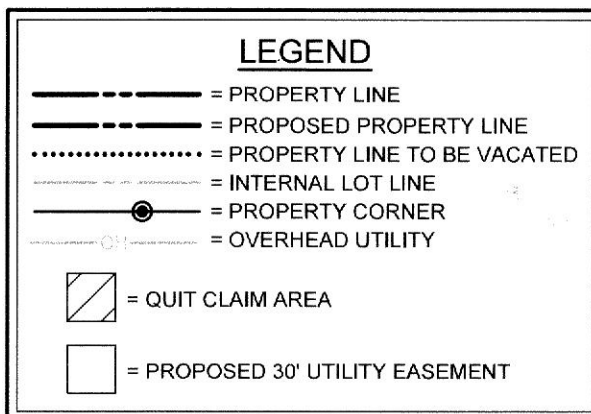 LEGEND
= PROPERTY LINE
= PROPOSED PROPERTY LINE
= PROPERTY LINE TO BE VACATED
= INTERNAL LOT LINE
= PROPERTY CORNER
OH = OVERHEAD UTILITY
= QUIT CLAIM AREA
= PROPOSED 30' UTILITY EASEMENT